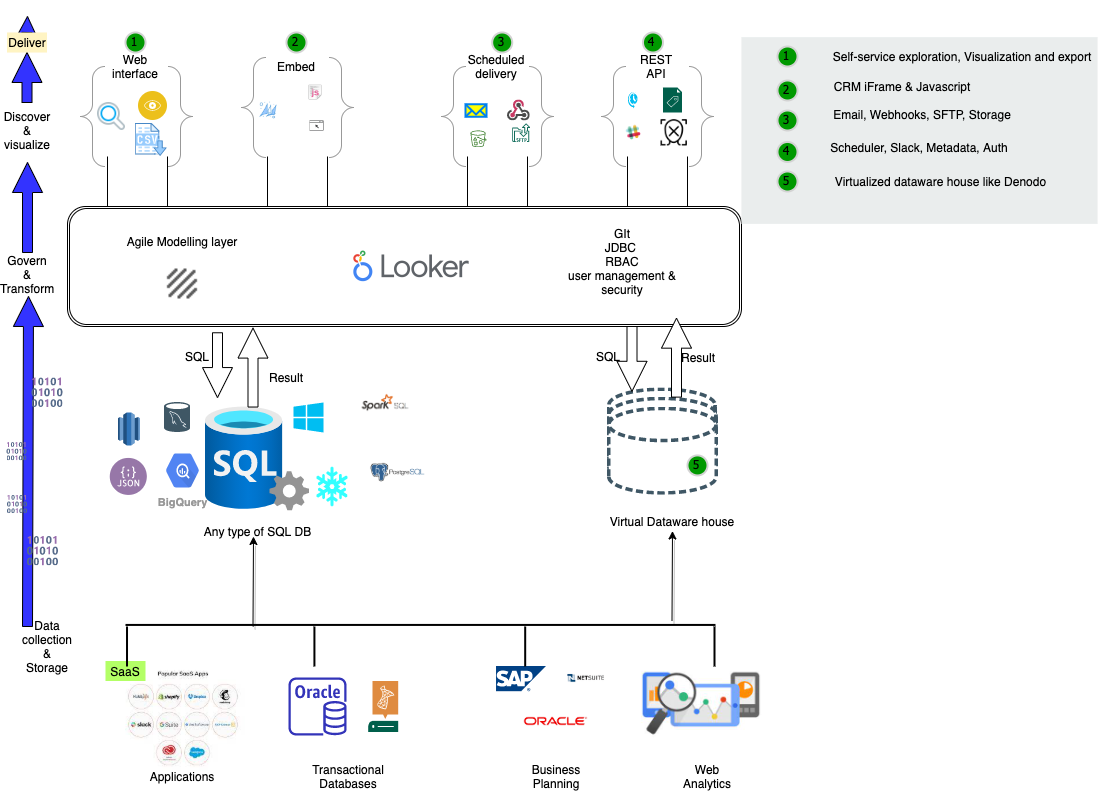 Deliver
1
2
3
4
Web
interface
Embed
Scheduled
delivery
REST
API
js
CSV
SFTP
1
Self-service exploration, Visualization and export
2
CRM iFrame & Javascript
3
Email, Webhooks, SFTP, Storage
4
Scheduler, Slack, Metadata, Auth
5
Virtualized dataware house like Denodo
Discover
&
visualize
Govern
&
Transform
Agile Modelling layer
Looker
GIt
JDBC
RBAC
user management &
security
SQL
Result
SQL
Result
10101
01010
00100
Spark SQL
SQL
{;}
JSON
BigQuery
PostgreSQL
5
Any type of SQL DB
Virtual Dataware house
10101
01010
00100
Data
collection
&
Storage
SaaS
Popular SaaS Apps
shopify
slack
Applications
Oracle
Transactional
Databases
SAP
NETSUITE
ORACLE
Business
Planning
Web
Analytics